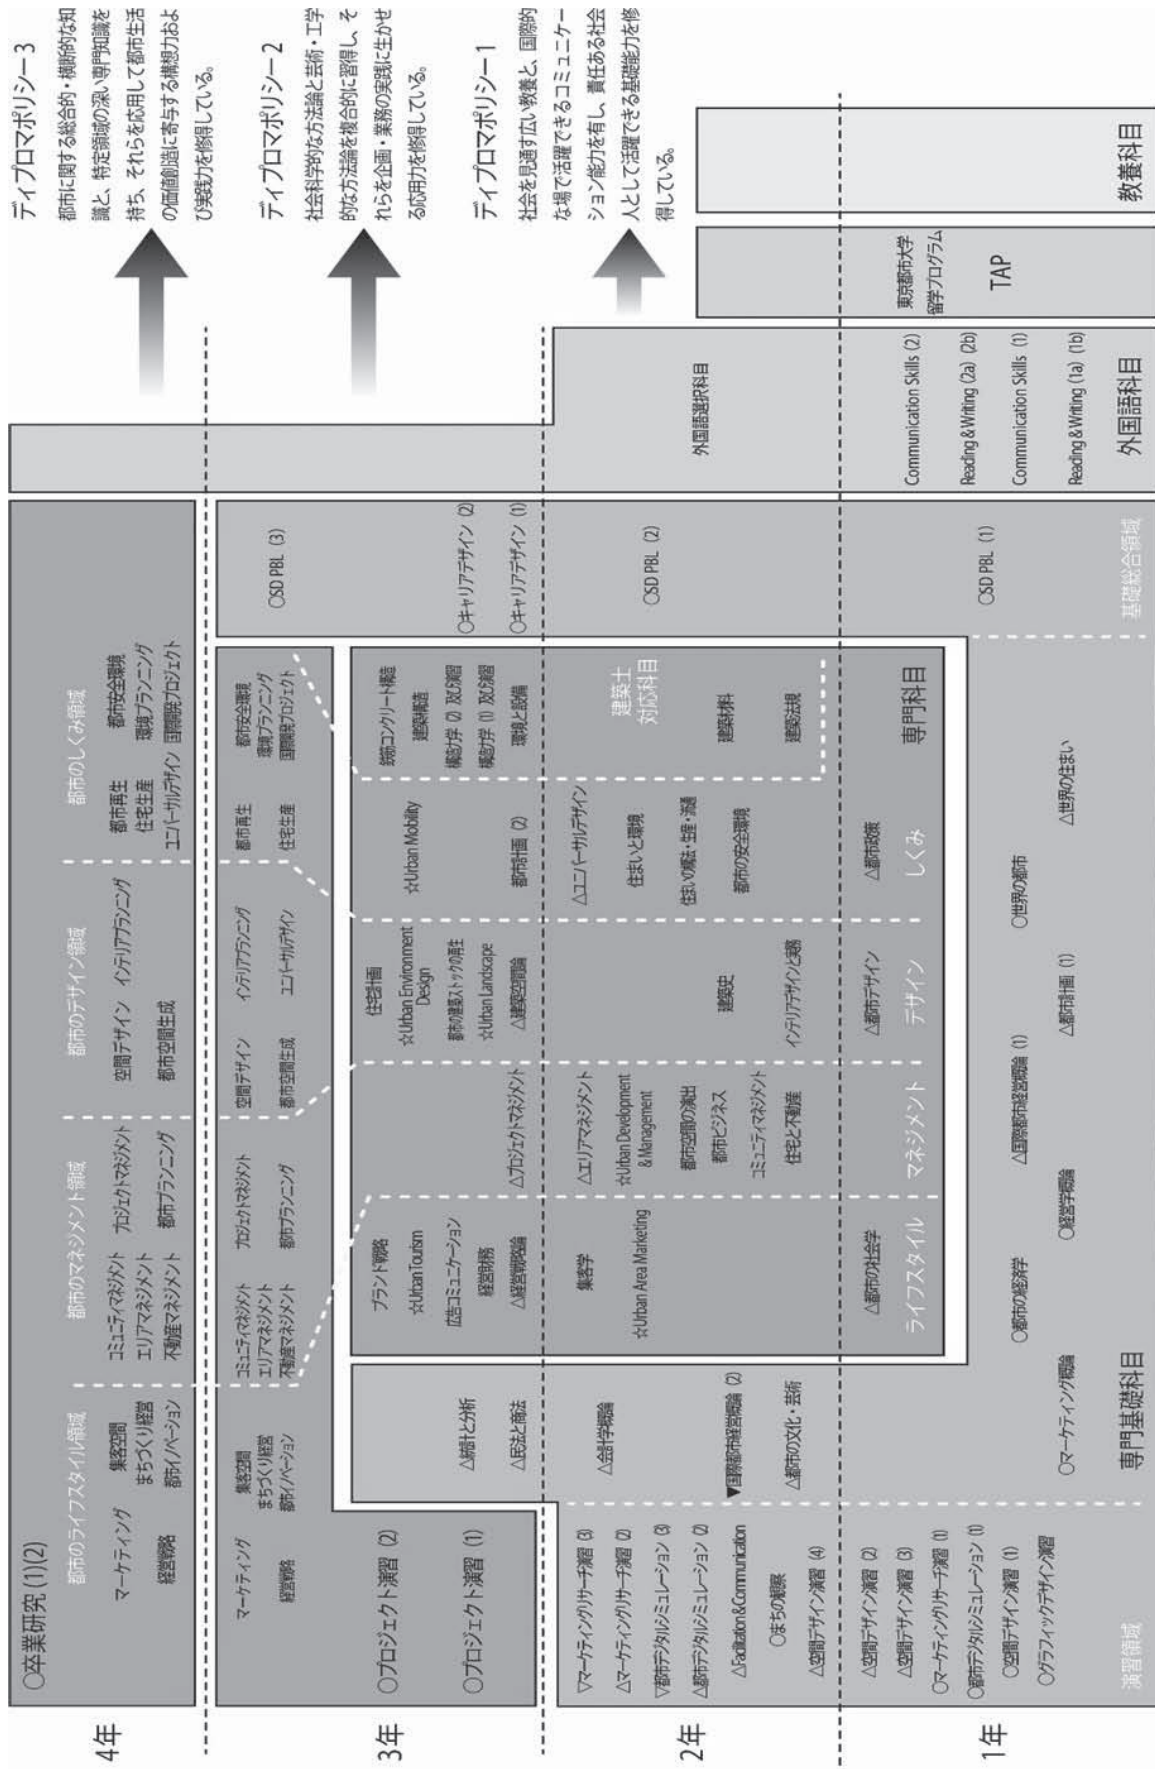 4年
○卒業研究 (1)(2)
都市のライフスタイル領域
マーケティング
経営戦略
集客空間
まちづくり経営
都市イノベーション
都市のマネジメント領域
コミュニティマネジメント
エリアマネジメント
不動産マネジメント
プロジェクトマネジメント
都市プランニング
都市のデザイン領域
空間デザイン
都市空間生成
インテリアプランニング
都市のしくみ領域
都市再生
住宅生産
ユニバーサルデザイン
都市安全環境
環境プランニング
国際開発プロジェクト
ディプロマポリシー 3
都市に関する総合的・横断的な知
識と、特定領域の深い専門知識を
持ち、それらを応用して都市生活
の価値創造に寄与する構想力およ
び実践力を修得している。
3年
マーケティング
経営戦略
集客空間
まちづくり経営
都市イノベーション
コミュニティマネジメント
エリアマネジメント
不動産マネジメント
プロジェクトマネジメント
都市プランニング
空間デザイン
都市空間生成
インテリアプランニング
ユニバーサルデザイン
都市再生
住宅生産
都市安全環境
環境プランニング
国際開発プロジェクト
○プロジェクト演習 (2)
○プロジェクト演習 (1)
△統計と分析
△民法と商法
ブランド戦略
☆Urban Tourism
広告コミュニケーション
経営財務
△経営戦略論
△プロジェクトマネジメント
住宅計画
☆Urban Environment
Design
都市の建築ストックの再生
☆Urban Landscape
△建築空間論
☆Urban Mobility
都市計画 (2)
鉄筋コンクリート構造
建築構造
構造力学 (2) 及び演習
構造力学 (1) 及び演習
環境と設備
○SD PBL (3)
○キャリアデザイン (2)
○キャリアデザイン (1)
ディプロマポリシー 2
社会科学的な方法論と芸術・工学
的な方法論を複合的に習得し、そ
れらを企画・業務の実践に生かせ
る応用力を修得している。
2年
▽マーケティングリサーチ演習 (3)
△マーケティングリサーチ演習 (2)
▽都市デジタルシミュレーション (3)
△都市デジタルシミュレーション (2)
△Facilitation & Communication
○まちの観察
△空間デザイン演習 (4)
△会計学概論
▼国際都市経営概論 (2)
△都市の文化・芸術
集客学
☆Urban Area Marketing
△エリアマネジメント
☆Urban Development
& Management
都市空間の演出
都市ビジネス
コミュニティマネジメント
住宅と不動産
建築史
インテリアデザインと実務
△ユニバーサルデザイン
住まいと環境
住まいの構法・生産・流通
都市の安全環境
建築士
対応科目
建築材料
建築法規
○SD PBL (2)
外国語選択科目
ディプロマポリシー 1
社会を見通す広い教養と、国際的
な場で活躍できるコミュニケー
ション能力を有し、責任ある社会
人として活躍できる基礎能力を修
得している。
1年
△空間デザイン演習 (2)
△空間デザイン演習 (3)
○マーケティングリサーチ演習 (1)
○都市デジタルシミュレーション (1)
○空間デザイン演習 (1)
○グラフィックデザイン演習
演習領域
△都市の社会学
ライフスタイル
マネジメント
△都市デザイン
デザイン
△都市政策
しくみ
専門科目
○都市の経済学
△国際都市経営概論 (1)
○世界の都市
○マーケティング概論
○経営学概論
△都市計画 (1)
△世界の住まい
専門基礎科目
○SD PBL (1)
基礎総合領域
Communication Skills (2)
Reading & Writing (2a) (2b)
Communication Skills (1)
Reading & Writing (1a) (1b)
外国語科目
東京都市大学
留学プログラム
TAP
教養科目